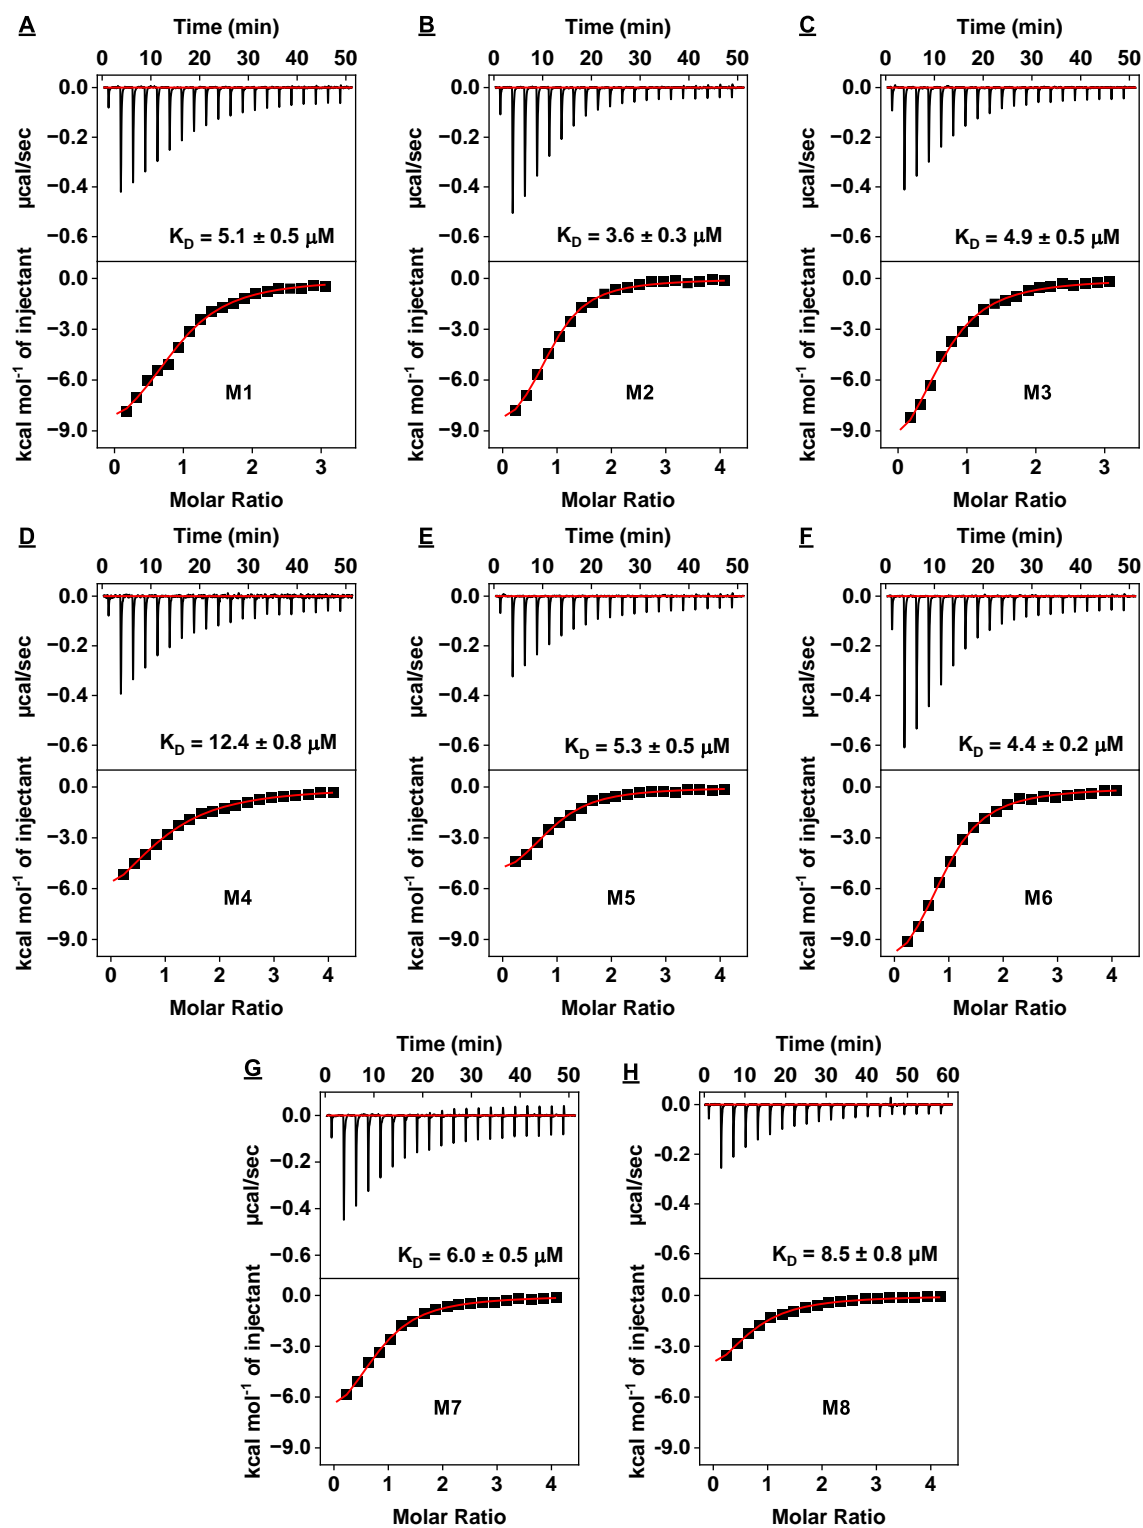 A
Time (min)
0 10 20 30 40 50
0.0
−0.2
−0.4
−0.6
µcal/sec
K_D = 5.1 ± 0.5 µM
0.0
−3.0
−6.0
−9.0
kcal mol⁻¹ of injectant
M1
0 1 2 3
Molar Ratio
B
Time (min)
0 10 20 30 40 50
0.0
−0.2
−0.4
−0.6
µcal/sec
K_D = 3.6 ± 0.3 µM
0.0
−3.0
−6.0
−9.0
kcal mol⁻¹ of injectant
M2
0 1 2 3 4
Molar Ratio
C
Time (min)
0 10 20 30 40 50
0.0
−0.2
−0.4
−0.6
µcal/sec
K_D = 4.9 ± 0.5 µM
0.0
−3.0
−6.0
−9.0
kcal mol⁻¹ of injectant
M3
0 1 2 3
Molar Ratio
D
Time (min)
0 10 20 30 40 50
0.0
−0.2
−0.4
−0.6
µcal/sec
K_D = 12.4 ± 0.8 µM
0.0
−3.0
−6.0
−9.0
kcal mol⁻¹ of injectant
M4
0 1 2 3 4
Molar Ratio
E
Time (min)
0 10 20 30 40 50
0.0
−0.2
−0.4
−0.6
µcal/sec
K_D = 5.3 ± 0.5 µM
0.0
−3.0
−6.0
−9.0
kcal mol⁻¹ of injectant
M5
0 1 2 3 4
Molar Ratio
F
Time (min)
0 10 20 30 40 50
0.0
−0.2
−0.4
−0.6
µcal/sec
K_D = 4.4 ± 0.2 µM
0.0
−3.0
−6.0
−9.0
kcal mol⁻¹ of injectant
M6
0 1 2 3 4
Molar Ratio
G
Time (min)
0 10 20 30 40 50
0.0
−0.2
−0.4
−0.6
µcal/sec
K_D = 6.0 ± 0.5 µM
0.0
−3.0
−6.0
−9.0
kcal mol⁻¹ of injectant
M7
0 1 2 3 4
Molar Ratio
H
Time (min)
0 10 20 30 40 50 60
0.0
-0.2
-0.4
-0.6
µcal/sec
K_D = 8.5 ± 0.8 µM
0.0
-3.0
-6.0
-9.0
kcal mol⁻¹ of injectant
M8
0 1 2 3 4
Molar Ratio